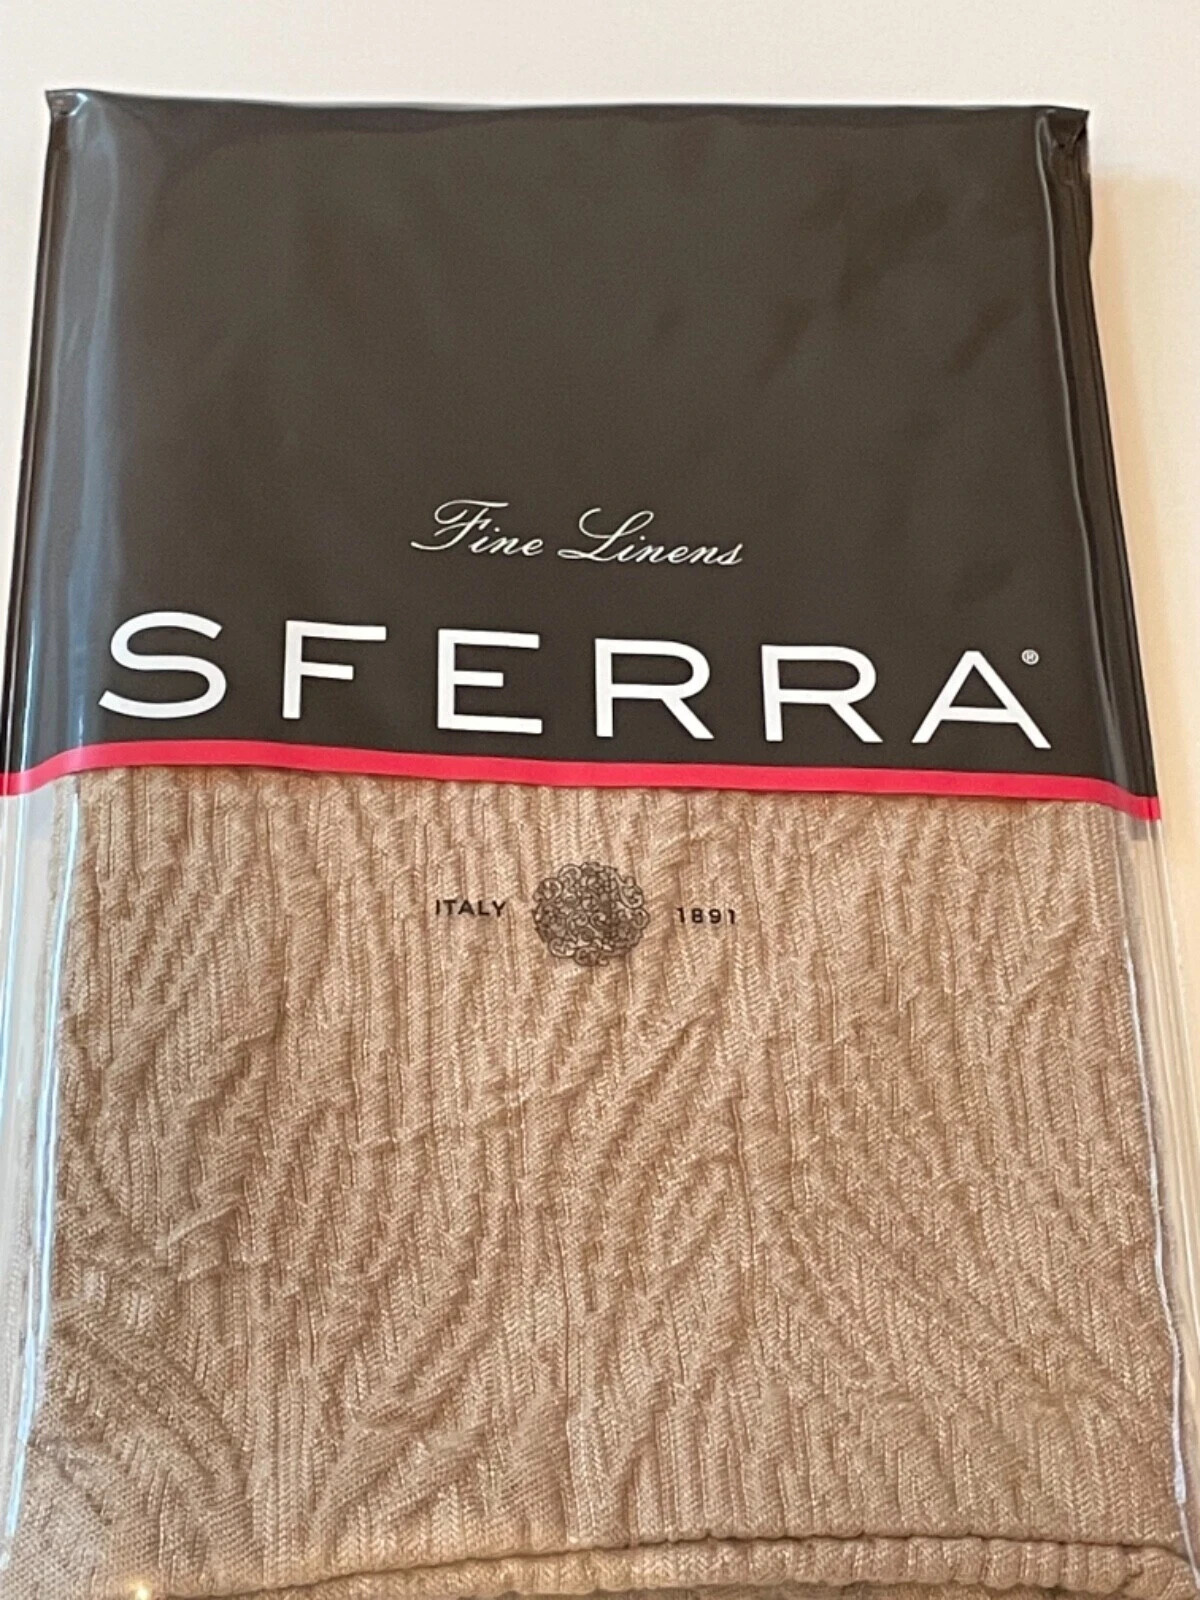 Fine Linens
SFERRA®
ITALY 1891